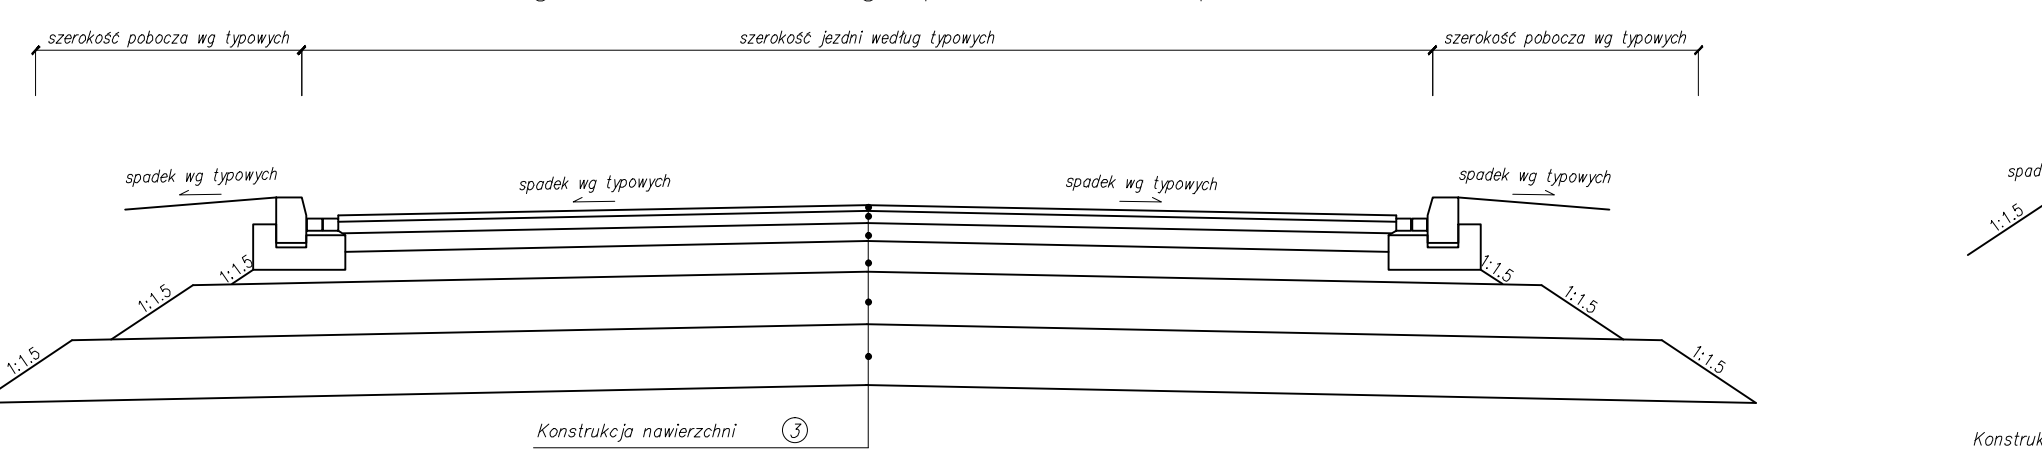 szerokość pobocza wg typowych
szerokość jezdni według typowych
szerokość pobocza wg typowych
spadek wg typowych
spadek wg typowych
spadek wg typowych
spadek wg typowych
spad
1:1.5
1:1.5
1:1.5
1:1.5
1:1.5
1:1.5
1:1.5
Konstrukcja nawierzchni 3
Konstruk